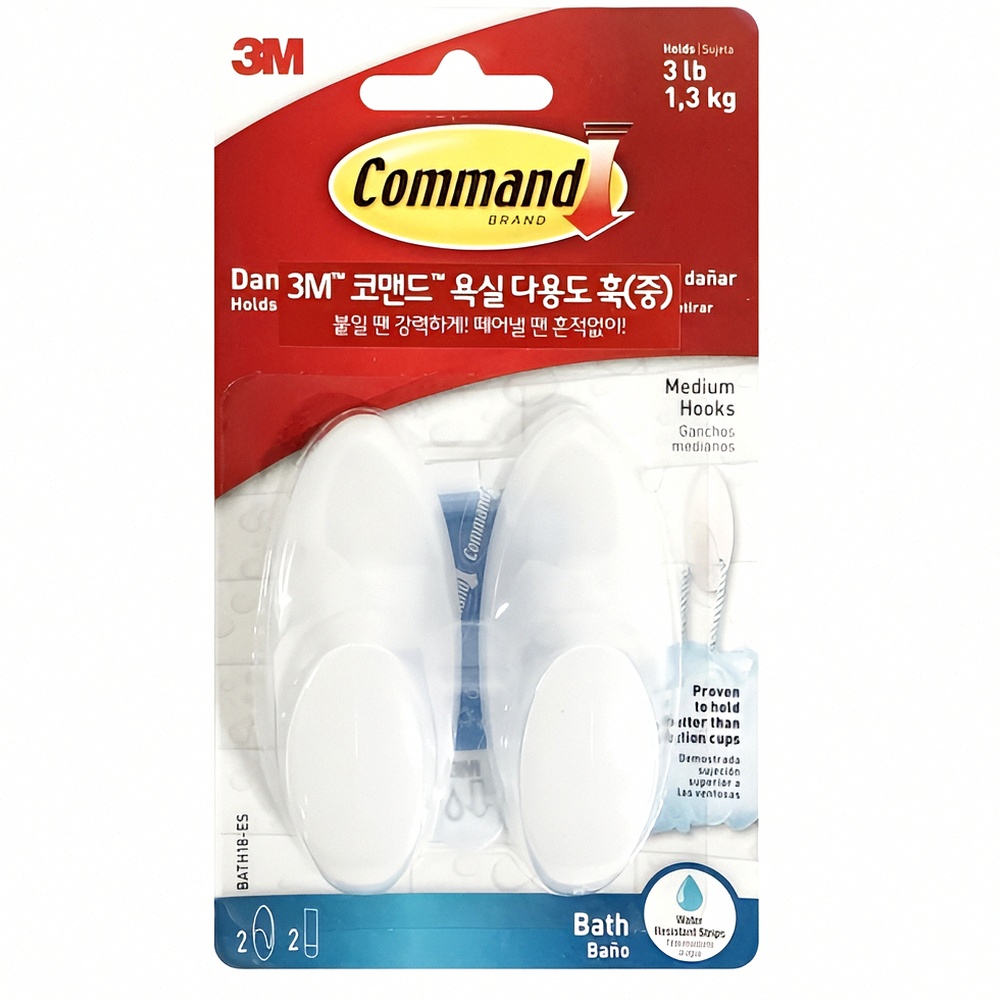 3M
Holds | Sujeta
3 lb
1,3 kg
Command
BRAND
Dan
Holds
3M™ 코맨드™ 욕실 다용도 훅(중)
붙일 땐 강력하게! 떼어낼 땐 흔적없이!
dañar
Medium
Hooks
Ganchos
medianos
Command
Proven
to hold
than
cups
Demostrada
sujeción
superior a
Las ventosas
BATH18-ES
2 2
Bath
Baño
Water
Resistant Strips